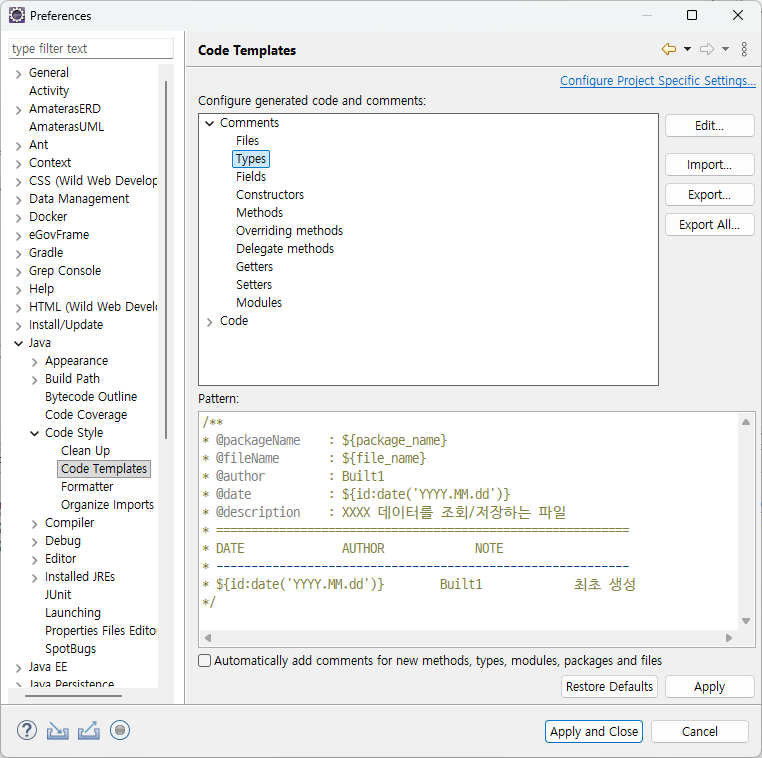 Preferences
type filter text
General
Activity
AmaterasERD
AmaterasUML
Ant
Context
CSS (Wild Web Develop
Data Management
Docker
eGovFrame
Gradle
Grep Console
Help
HTML (Wild Web Develo
Install/Update
Java
Appearance
Build Path
Bytecode Outline
Code Coverage
Code Style
Clean Up
Code Templates
Formatter
Organize Imports
Compiler
Debug
Editor
Installed JREs
JUnit
Launching
Properties Files Editor
SpotBugs
Java EE
Java Persistence
Code Templates
Configure Project Specific Settings...
Configure generated code and comments:
Comments
Files
Types
Fields
Constructors
Methods
Overriding methods
Delegate methods
Getters
Setters
Modules
Code
Edit...
Import...
Export...
Export All...
Pattern:
/**
* @packageName : ${package_name}
* @fileName : ${file_name}
* @author : Built1
* @date : ${id:date('YYYY.MM.dd')}
* @description : XXXX 데이터를 조회/저장하는 파일
* ===========================================================
* DATE AUTHOR NOTE
* -----------------------------------------------------------
* ${id:date('YYYY.MM.dd')} Built1 최초 생성
*/
Automatically add comments for new methods, types, modules, packages and files
Restore Defaults
Apply
?
Apply and Close
Cancel